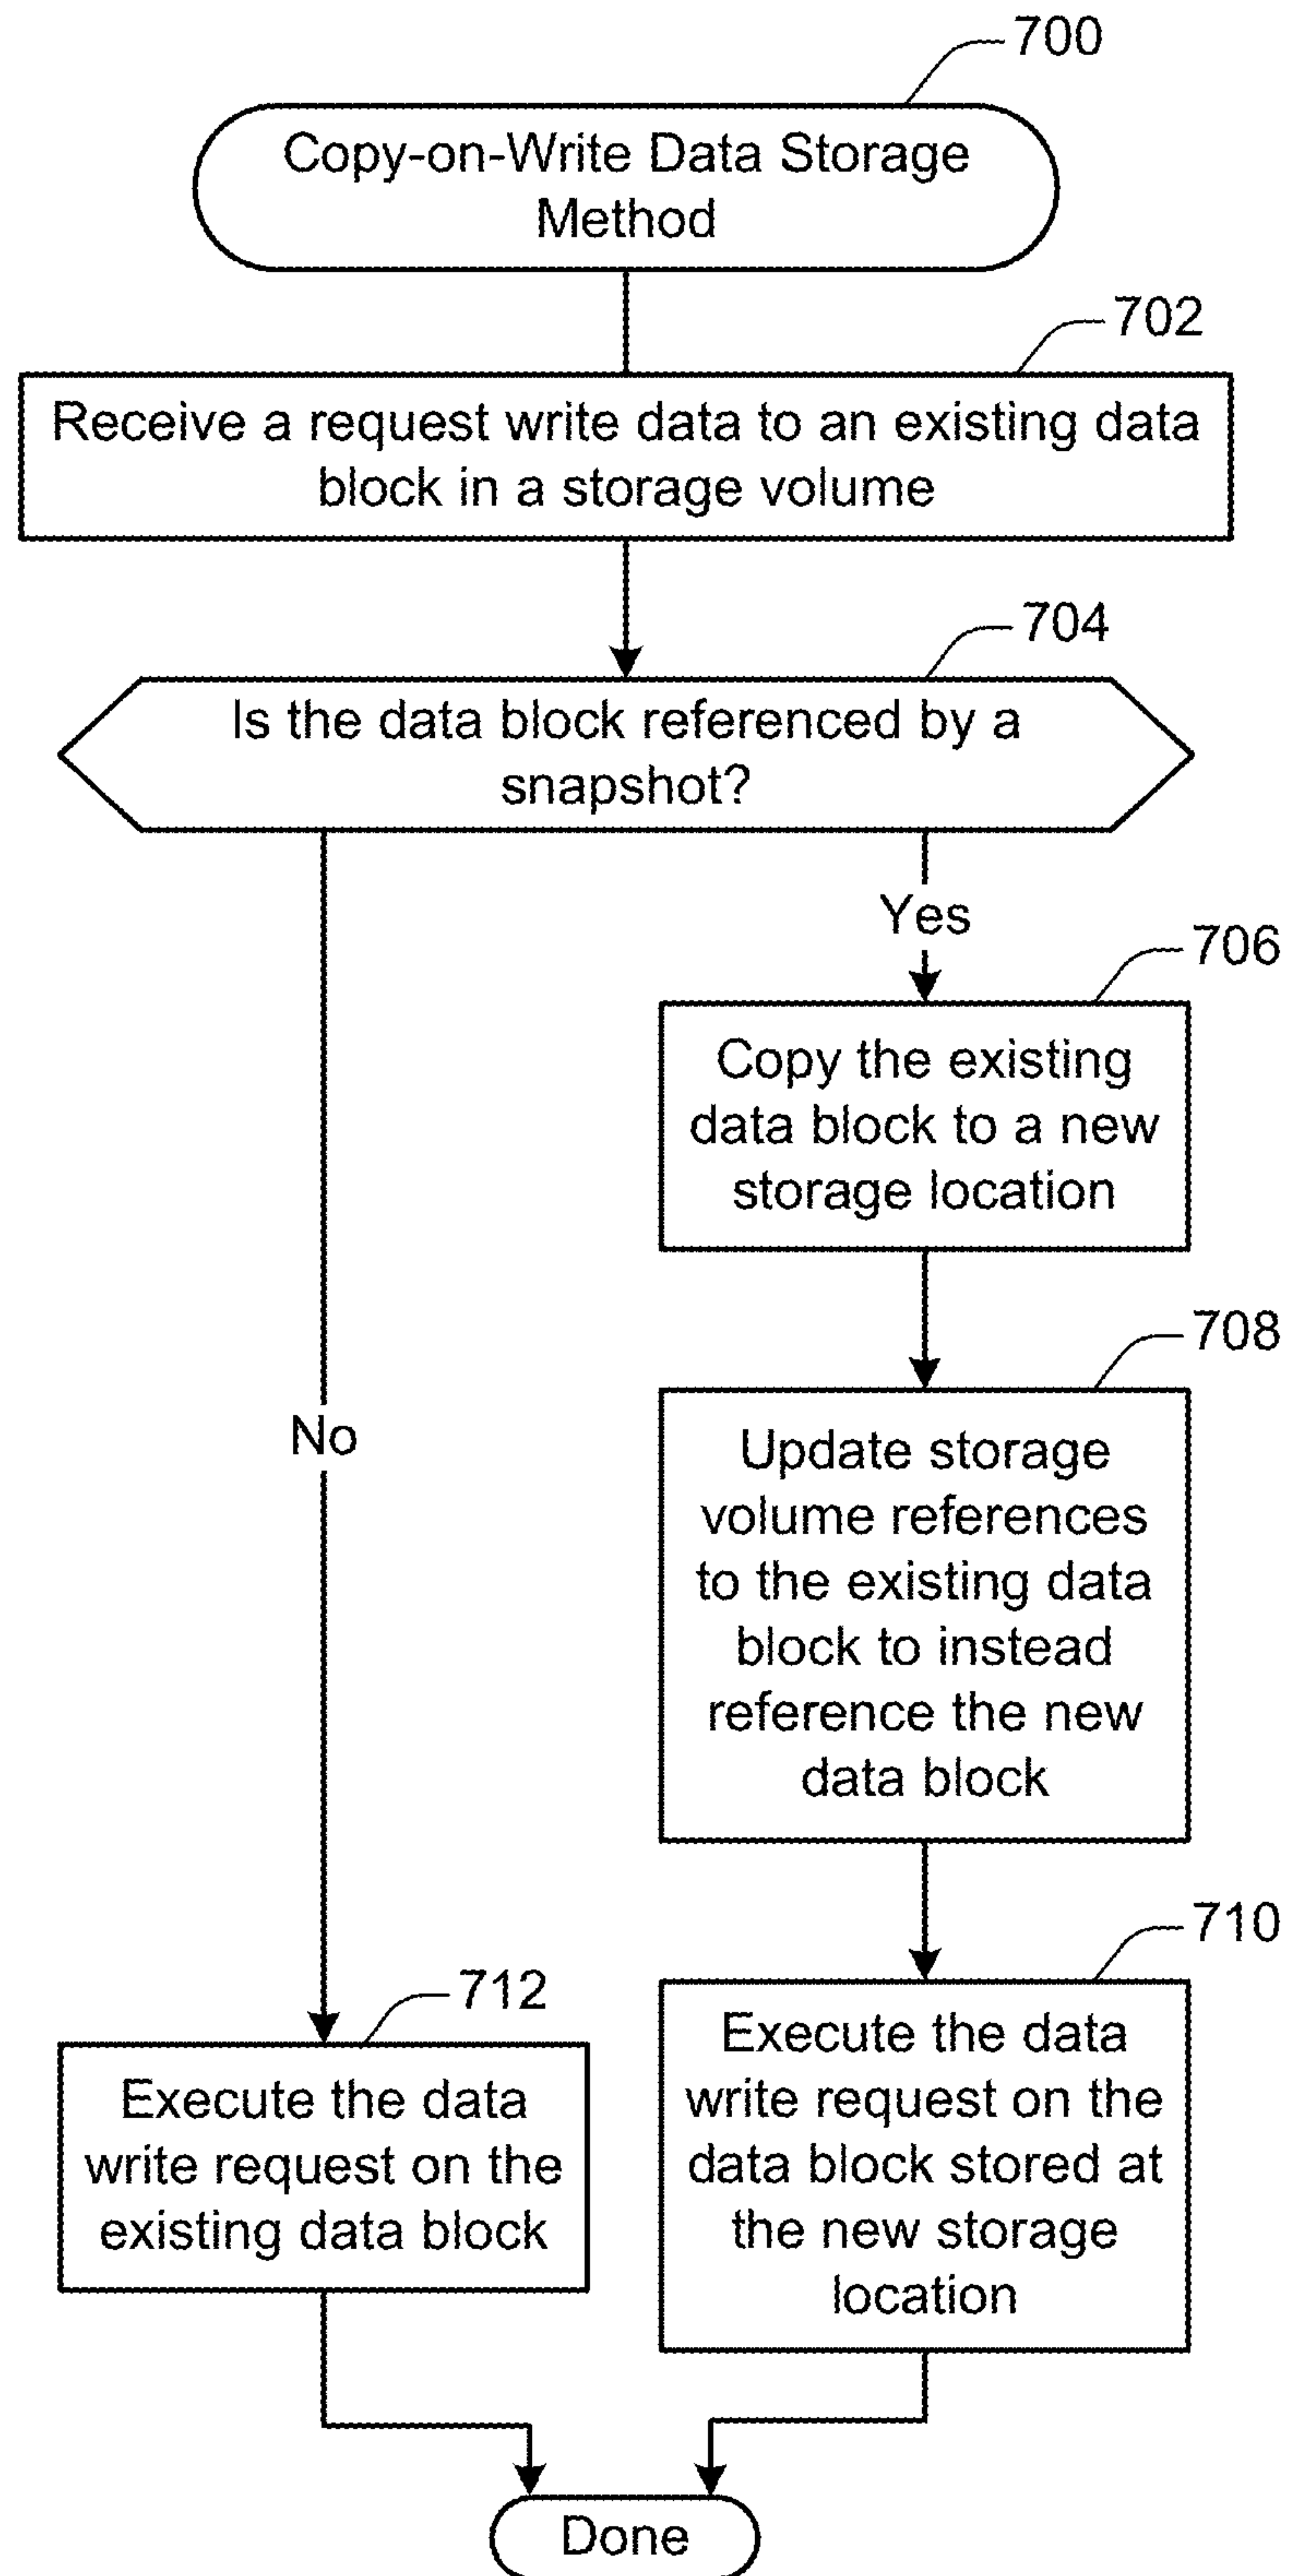 700
Copy-on-Write Data Storage
Method
702
Receive a request write data to an existing data
block in a storage volume
704
Is the data block referenced by a
snapshot?
Yes
706
Copy the existing
data block to a new
storage location
708
Update storage
volume references
to the existing data
block to instead
reference the new
data block
No
710
Execute the data
write request on the
data block stored at
the new storage
location
712
Execute the data
write request on the
existing data block
Done